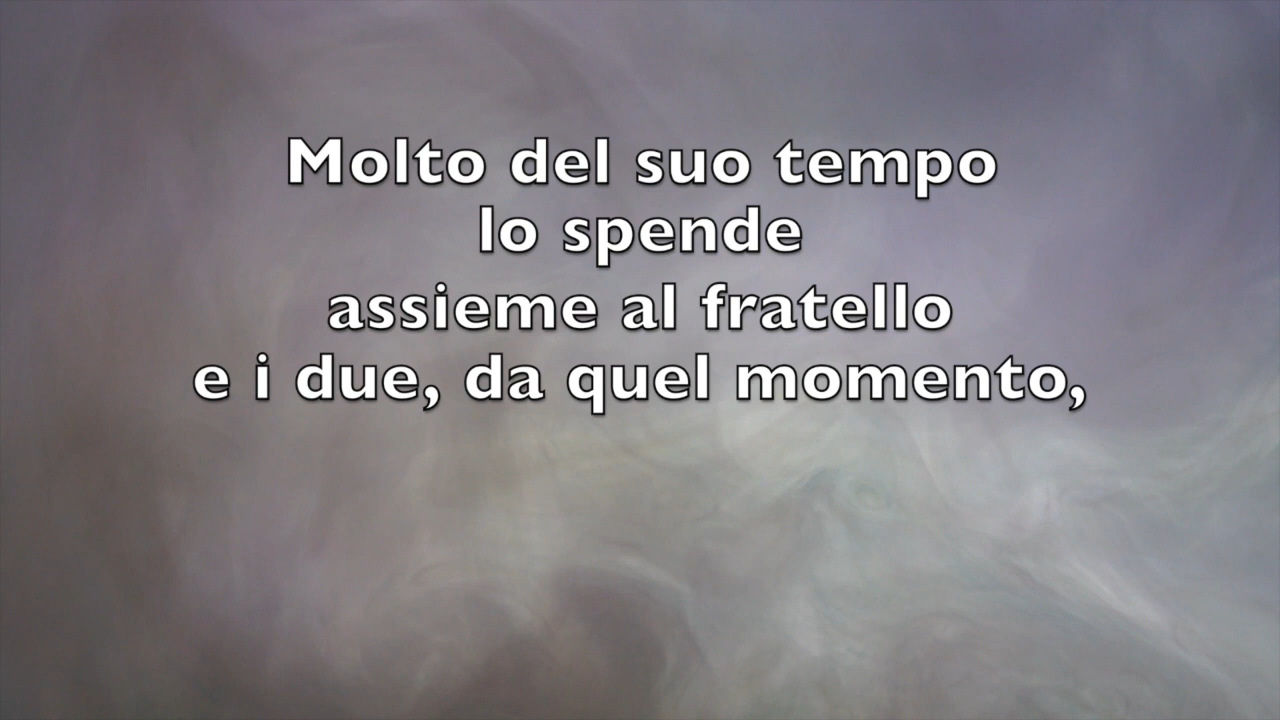 Molto del suo tempo
lo spende
assieme al fratello
e i due, da quel momento,